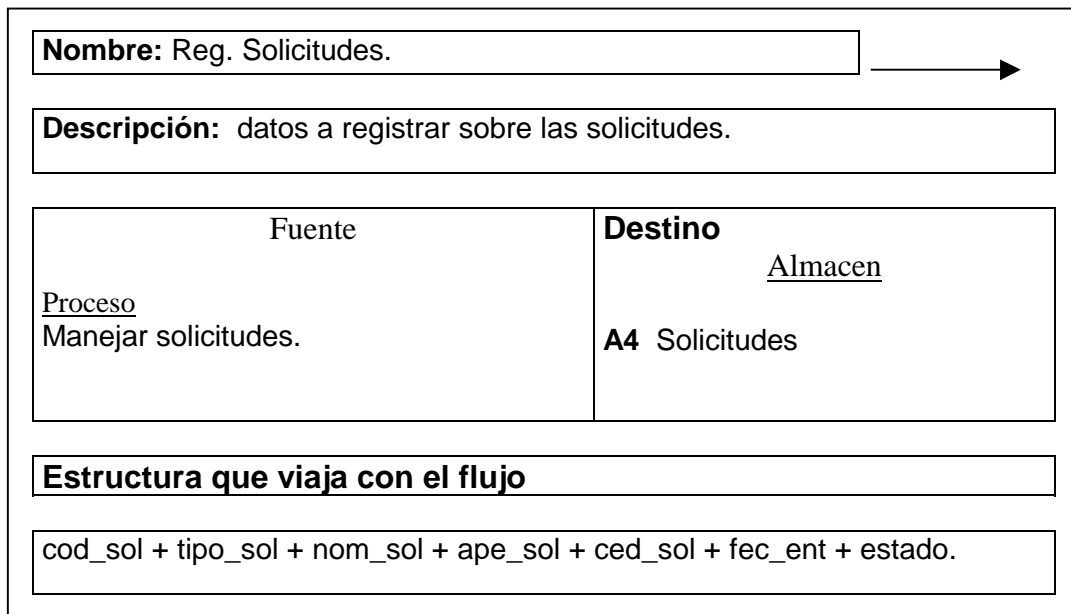 Nombre: Reg. Solicitudes.
Descripción: datos a registrar sobre las solicitudes.
Fuente
Proceso
Manejar solicitudes.
Destino
Almacen
A4 Solicitudes
Estructura que viaja con el flujo
cod_sol + tipo_sol + nom_sol + ape_sol + ced_sol + fec_ent + estado.